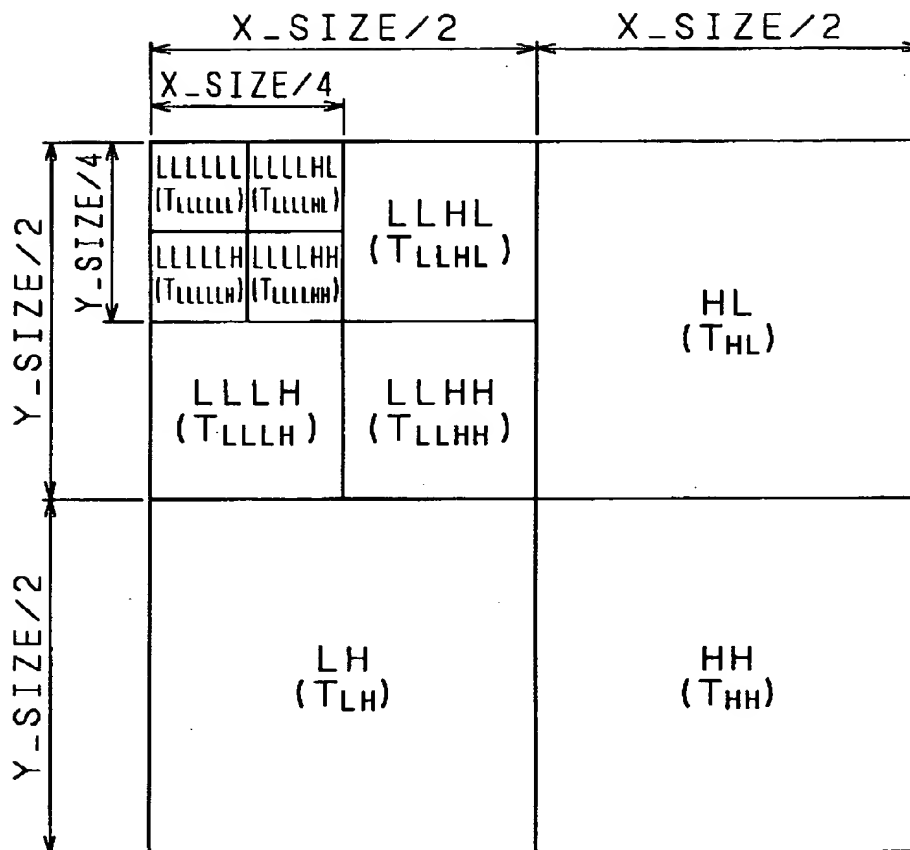 X_SIZE/2 X_SIZE/2
X_SIZE/4
Y_SIZE/2
Y_SIZE/4
LLLLLL LLLLHL
(TLLLLLL) (TLLLLHL)
LLLLLH LLLLHH
(TLLLLLH) (TLLLLHH)
LLHL
(TLLHL)
HL
(THL)
LLLH
(TLLLH)
LLHH
(TLLHH)
Y_SIZE/2
LH
(TLH)
HH
(THH)